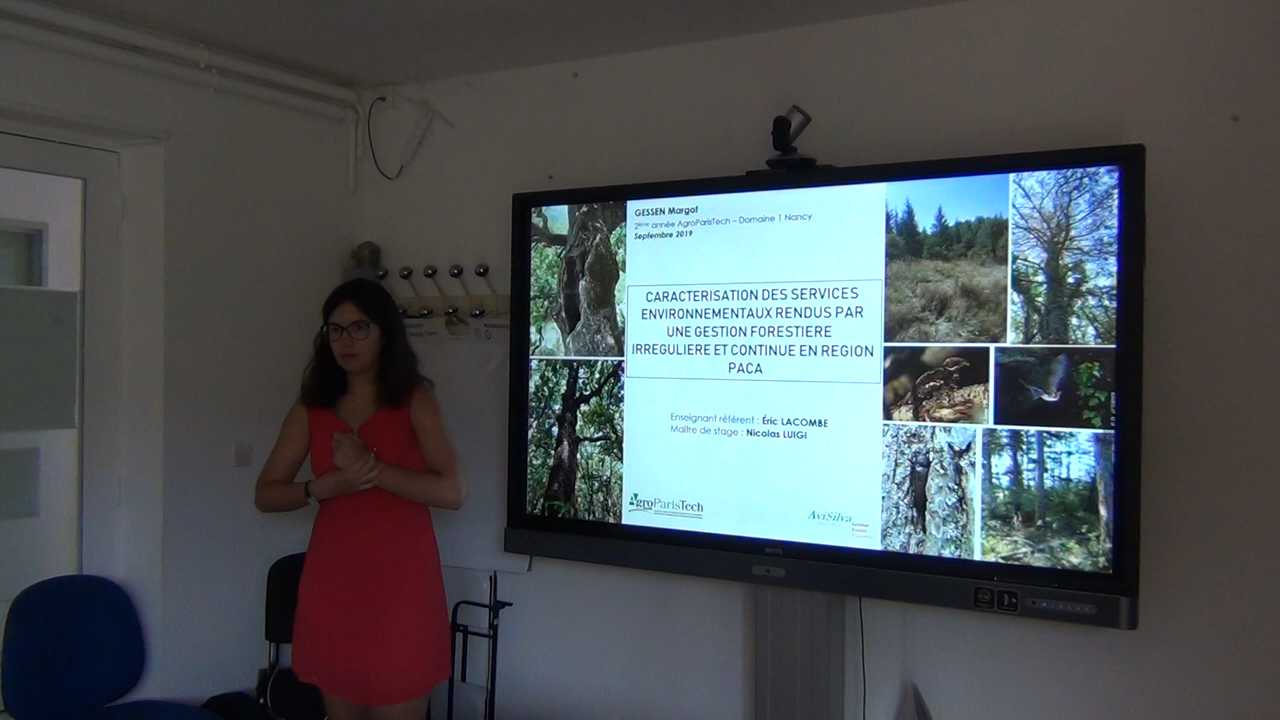 GESSEN Margot
2ème année AgroParisTech – Domaine 1 Nancy
Septembre 2019
CARACTERISATION DES SERVICES
ENVIRONNEMENTAUX RENDUS PAR
UNE GESTION FORESTIERE
IRREGULIERE ET CONTINUE EN REGION
PACA
Enseignant référent : Éric LACOMBE
Maître de stage : Nicolas LUIGI
AgroParisTech
AviSilva
BenQ